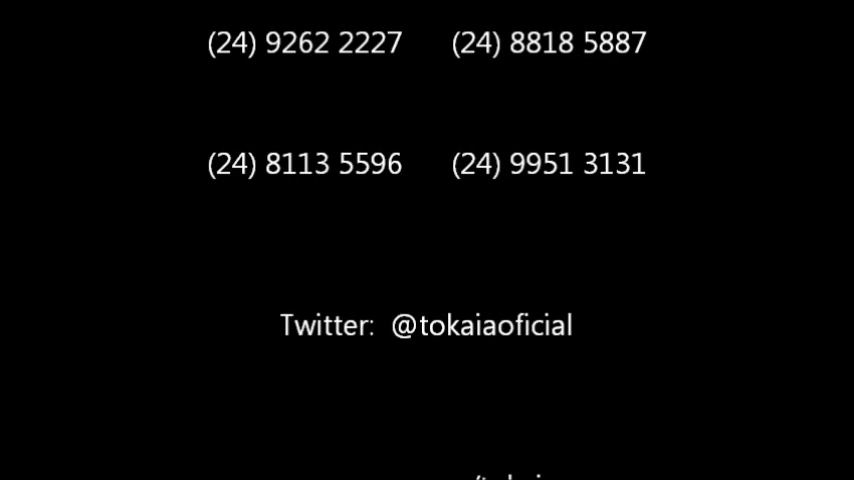 (24) 9262 2227 (24) 8818 5887
(24) 8113 5596 (24) 9951 3131
Twitter: @tokaiaoficial